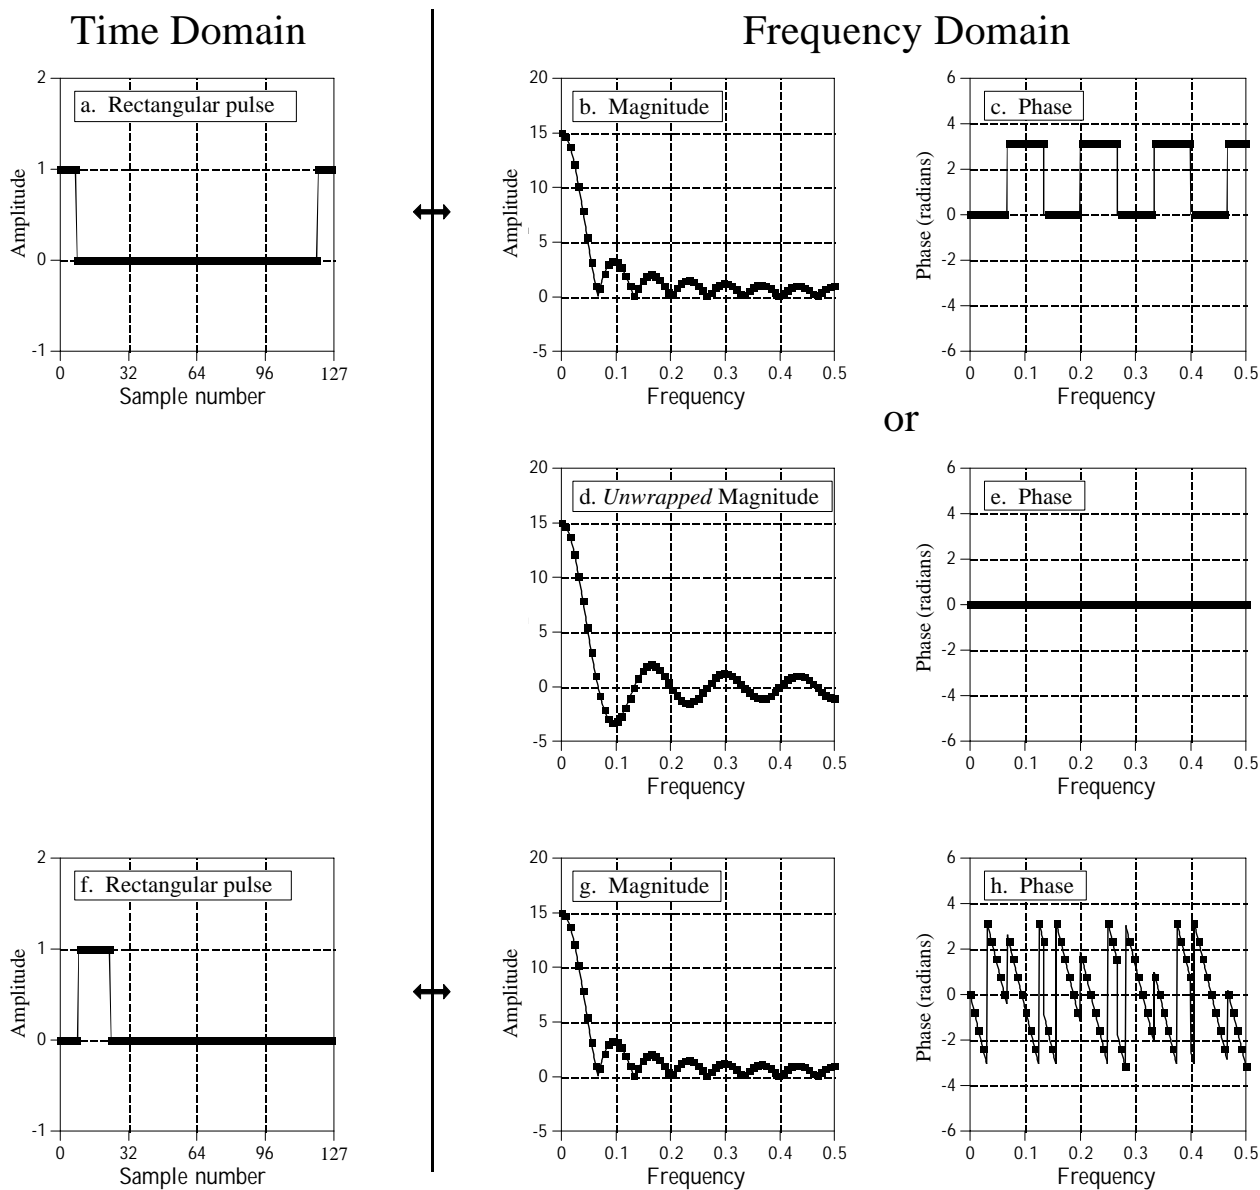 Time Domain
Frequency Domain
a. Rectangular pulse
2
1
0
-1
Amplitude
0 32 64 96 127
Sample number
b. Magnitude
20
15
10
5
0
-5
Amplitude
0 0.1 0.2 0.3 0.4 0.5
Frequency
c. Phase
6
4
2
0
-2
-4
-6
Phase (radians)
0 0.1 0.2 0.3 0.4 0.5
Frequency
or
d. Unwrapped Magnitude
20
15
10
5
0
-5
Amplitude
0 0.1 0.2 0.3 0.4 0.5
Frequency
e. Phase
6
4
2
0
-2
-4
-6
Phase (radians)
0 0.1 0.2 0.3 0.4 0.5
Frequency
f. Rectangular pulse
2
1
0
-1
Amplitude
0 32 64 96 127
Sample number
g. Magnitude
20
15
10
5
0
-5
Amplitude
0 0.1 0.2 0.3 0.4 0.5
Frequency
h. Phase
6
4
2
0
-2
-4
-6
Phase (radians)
0 0.1 0.2 0.3 0.4 0.5
Frequency